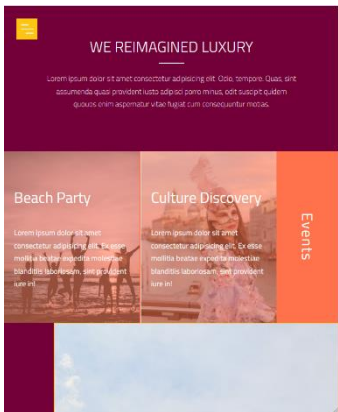 WE REIMAGINED LUXURY
Lorem ipsum dolor sit amet consectetur adipisicing elit. Odio, tempore. Quas, sint
assumenda quasi provident iusto adipisci porro minus, odit suscipit quidem
quibusdam enim aspernatur vitae fugiat cum consequuntur molestias.
Beach Party
Lorem ipsum dolor sit amet
consectetur adipisicing elit. Ex esse
mollitia beatae expedita molestiae
blanditiis laboriosam, sint provident
iure in!
Culture Discovery
Lorem ipsum dolor sit amet
consectetur adipisicing elit. Ex esse
mollitia beatae expedita molestiae
blanditiis laboriosam, sint provident
iure in!
Events